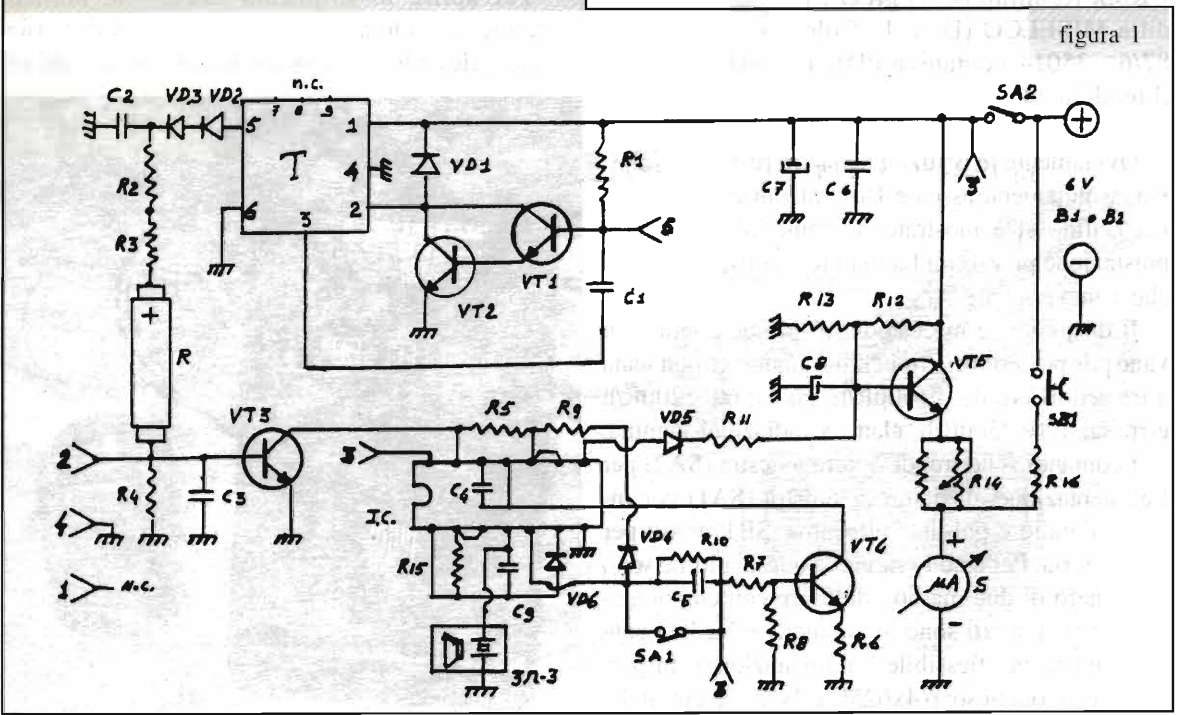 figura 1
n.c.
7 8 9
C2
VD3 VD2
5
1
SA2
+
T
4
VD1
R1
R2
C7
C6
3
6 V
6
2
3
5
B1 o B2
R3
VT1
VT2
C1
R13
R12
+
R
C8
VT5
SB1
VT3
R5
R9
VD5
R11
2
3
C4
R14
R16
R4
C3
I.C.
4
VD4
R10
VT4
+
1
N.C.
R15
R7
µA
S
C9
VD6
C5
-
SA1
R8
R6
3П-3